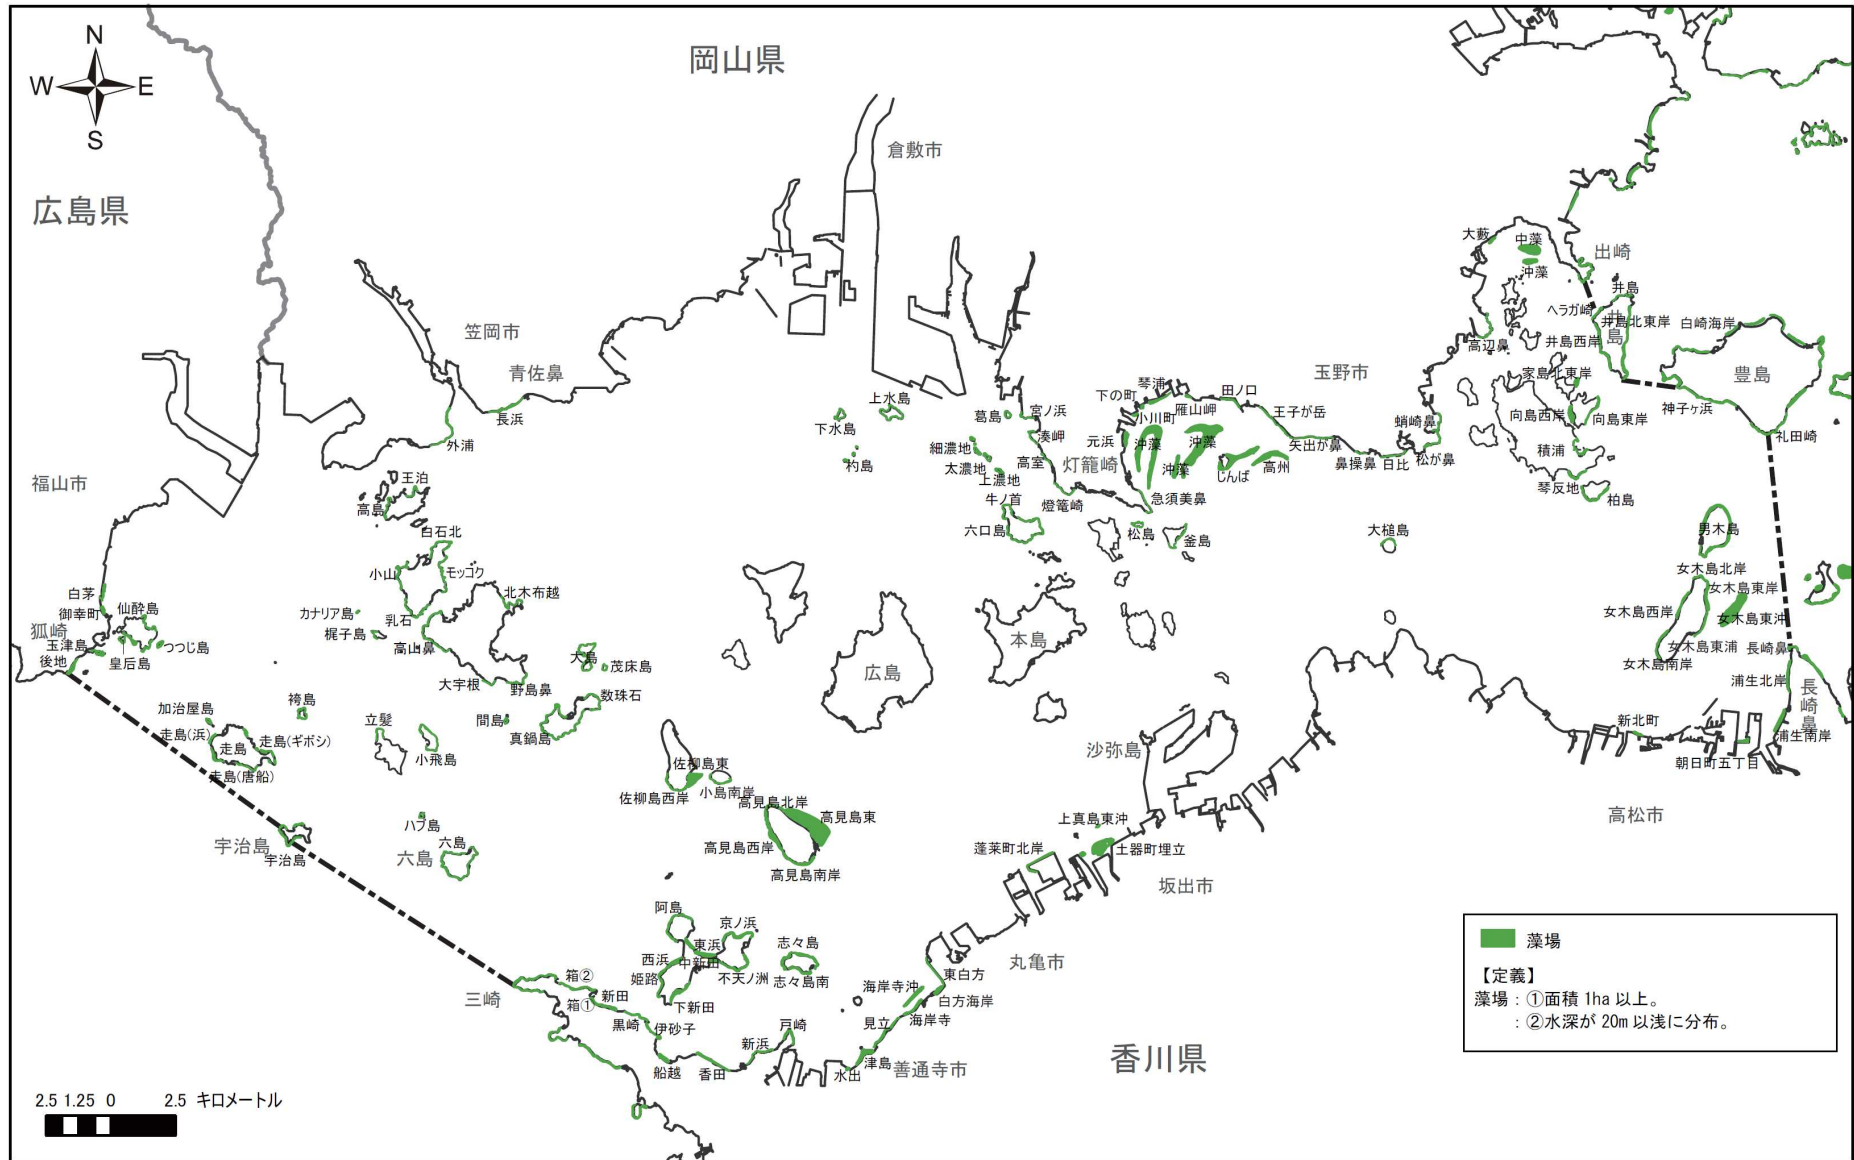 N
W
E
S
岡山県
広島県
倉敷市
笠岡市
青佐鼻
長浜
外浦
福山市
王泊
高島
白石北
小山
モッコク
北木布越
カナリア島
梶子島
乳石
高山鼻
大宇根
野島鼻
白茅
御幸町
仙酔島
狐崎
玉津島
後地
皇后島
つつじ島
大島
茂床島
数珠石
間島
真鍋島
袴島
加治屋島
走島(浜)
走島
走島(ギボシ)
走島(唐船)
立髪
小飛島
宇治島
宇治島
ハブ島
六島
六島
上水島
下水島
杓島
葛島
宮ノ浜
湊岬
細濃地
太濃地
上濃地
高室
灯籠崎
牛ノ首
燈篭崎
六口島
下の町
琴浦
田ノ口
小川町
雁山岬
元浜
沖藻
沖藻
沖藻
王子が岳
矢出が鼻
じんば
高州
急須美鼻
松島
釜島
玉野市
鼻操鼻
日比
松が鼻
蛸崎鼻
大槌島
大藪
中藻
沖藻
出崎
井島
ヘラガ崎
井島北東岸
井島
井島西岸
高辺鼻
白崎海岸
豊島
家島北東岸
向島西岸
向島東岸
神子ヶ浜
礼田崎
積浦
琴反地
柏島
男木島
女木島北岸
女木島東岸
女木島西岸
女木島東沖
女木島東浦
女木島南岸
長崎鼻
浦生北岸
長崎鼻
浦生南岸
新北町
朝日町五丁目
高松市
広島
本島
沙弥島
佐柳島東
佐柳島西岸
小島南岸
高見島北岸
高見島東
高見島西岸
高見島南岸
上真島東沖
蓬莱町北岸
土器町埋立
坂出市
阿島
京ノ浜
東浜
西浜
中新田
姫路
不天ノ洲
下新田
志々島
志々島南
丸亀市
東白方
海岸寺沖
白方海岸
海岸寺
見立
津島
水出
善通寺市
三崎
箱②
箱①
新田
黒崎
伊砂子
船越
香田
新浜
戸崎
香川県
藻場
【定義】
藻場：①面積 1ha 以上。
：②水深が 20m 以浅に分布。
2.5 1.25 0 2.5 キロメートル